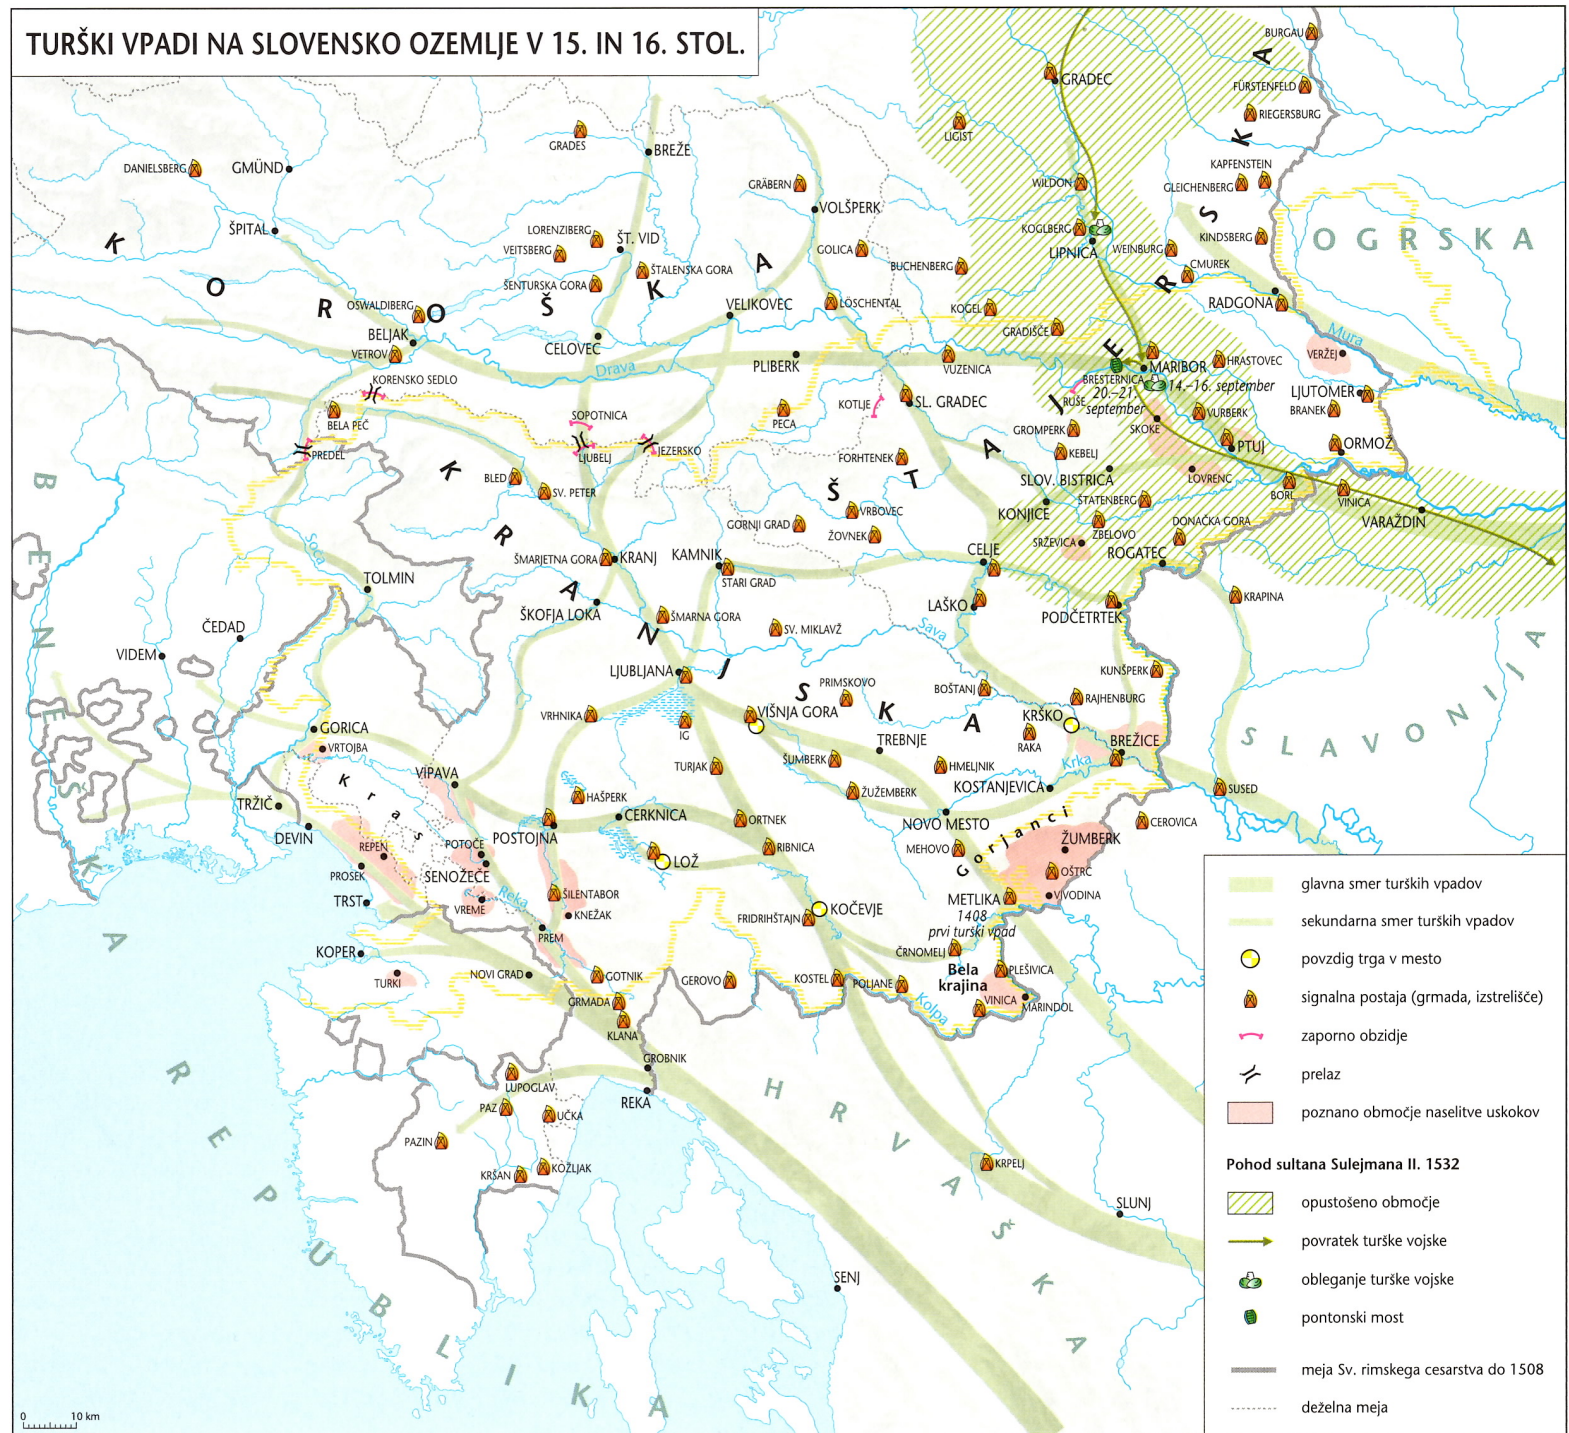 TURŠKI VPADI NA SLOVENSKO OZEMLJE V 15. IN 16. STOL.
BURGAU
GRADEC
FÜRSTENFELD
RIEGERSBURG
LIGIST
GRADES
BREŽE
DANIELSBERG
GMÜND
GRÄBERN
WILDON
KAPFENSTEIN
GLEICHENBERG
VOLŠPERK
ŠPITAL
LORENZIBERG
ŠT. VID
VEITSBERG
GOLICA
KOGLBERG
LIPNICA
WEINBURG
KINDSBERG
OGRSKA
ŠTALENSKA GORA
ŠENTURSKA GORA
BUCHENBERG
CMUREK
KOROŠKA
OSWALDIBERG
VELIKOVEC
LÖSCHENTAL
KOGEL
RADGONA
GRADIŠČE
BELJAK
VETROV
CELOVEC
Drava
PLIBERK
VUZENICA
MARIBOR
HRASTOVEC
Mura
VERŽEJ
BRESTERNICA
14.–16. september
20.–21.
september
RUŠE
KORENSKO SEDLO
BELA PEČ
PREDEL
SOPOTNICA
LJUBELJ
JEZERSKO
PECA
KOTLJE
SL. GRADEC
LJUTOMER
BRANEK
VURBERK
SKOKE
GROMPERK
PTUJ
ORMOŽ
KEBELJ
FORHTENEK
SLOV. BISTRICA
LOVRENC
BORL
VINICA
VARAŽDIN
ŠTAJERSKA
BLED
SV. PETER
VRBOVEC
GORNJI GRAD
ŽOVNEK
KONJICE
ŠTATENBERG
ZBELOVO
DONAČKA GORA
SRŽEVICA
ROGATEC
Soča
TOLMIN
ŠMARJETNA GORA
KRANJ
KAMNIK
STARI GRAD
CELJE
LAŠKO
PODČETRTEK
KRAPINA
ŠKOFJA LOKA
ŠMARNA GORA
SV. MIKLAVŽ
Sava
ČEDAD
VIDEM
KRANJSKA
LJUBLJANA
PRIMSKOVO
BOŠTANJ
KUNŠPERK
RAJHENBURG
VRHNIKA
IG
VIŠNJA GORA
TREBNJE
KRŠKO
RAKA
BREŽICE
SLAVONIJA
GORICA
VRTOJBA
VIPAVA
Kras
TURJAK
ŠUMBERK
HMELJNIK
Krka
KOSTANJEVICA
SUSED
HAŠPERK
ŽUŽEMBERK
TRŽIČ
DEVIN
POSTOJNA
CERKNICA
ORTNEK
NOVO MESTO
MEHOVO
Gorjanci
CEROVICA
ŽUMBERK
REPEN
PROSEK
POTOČE
SENOŽEČE
LOŽ
RIBNICA
OŠTRC
VIVODINA
TRST
VREME
Reka
ŠILENTABOR
KNEŽAK
PREM
FRIDRIHŠTAJN
KOČEVJE
METLIKA
1408
prvi turški vpad
ČRNOMELJ
KOPER
TURKI
NOVI GRAD
GOTNIK
GEROVO
KOSTEL
POLJANE
Bela
krajina
PLEŠIVICA
VINICA
MARINDOL
Kolpa
GRMADA
KLANA
GROBNIK
REKA
LUPOGLAV
PAZ
UČKA
PAZIN
KRŠAN
KOŽLJAK
HRVAŠKA
KRPELJ
SLUNJ
SENJ
BENEŠKA REPUBLIKA
0 10 km
glavna smer turških vpadov
sekundarna smer turških vpadov
povzdig trga v mesto
signalna postaja (grmada, izstrelišče)
zaporno obzidje
prelaz
poznano območje naselitve uskokov
Pohod sultana Sulejmana II. 1532
opustošeno območje
povratek turške vojske
obleganje turške vojske
pontonski most
meja Sv. rimskega cesarstva do 1508
deželna meja